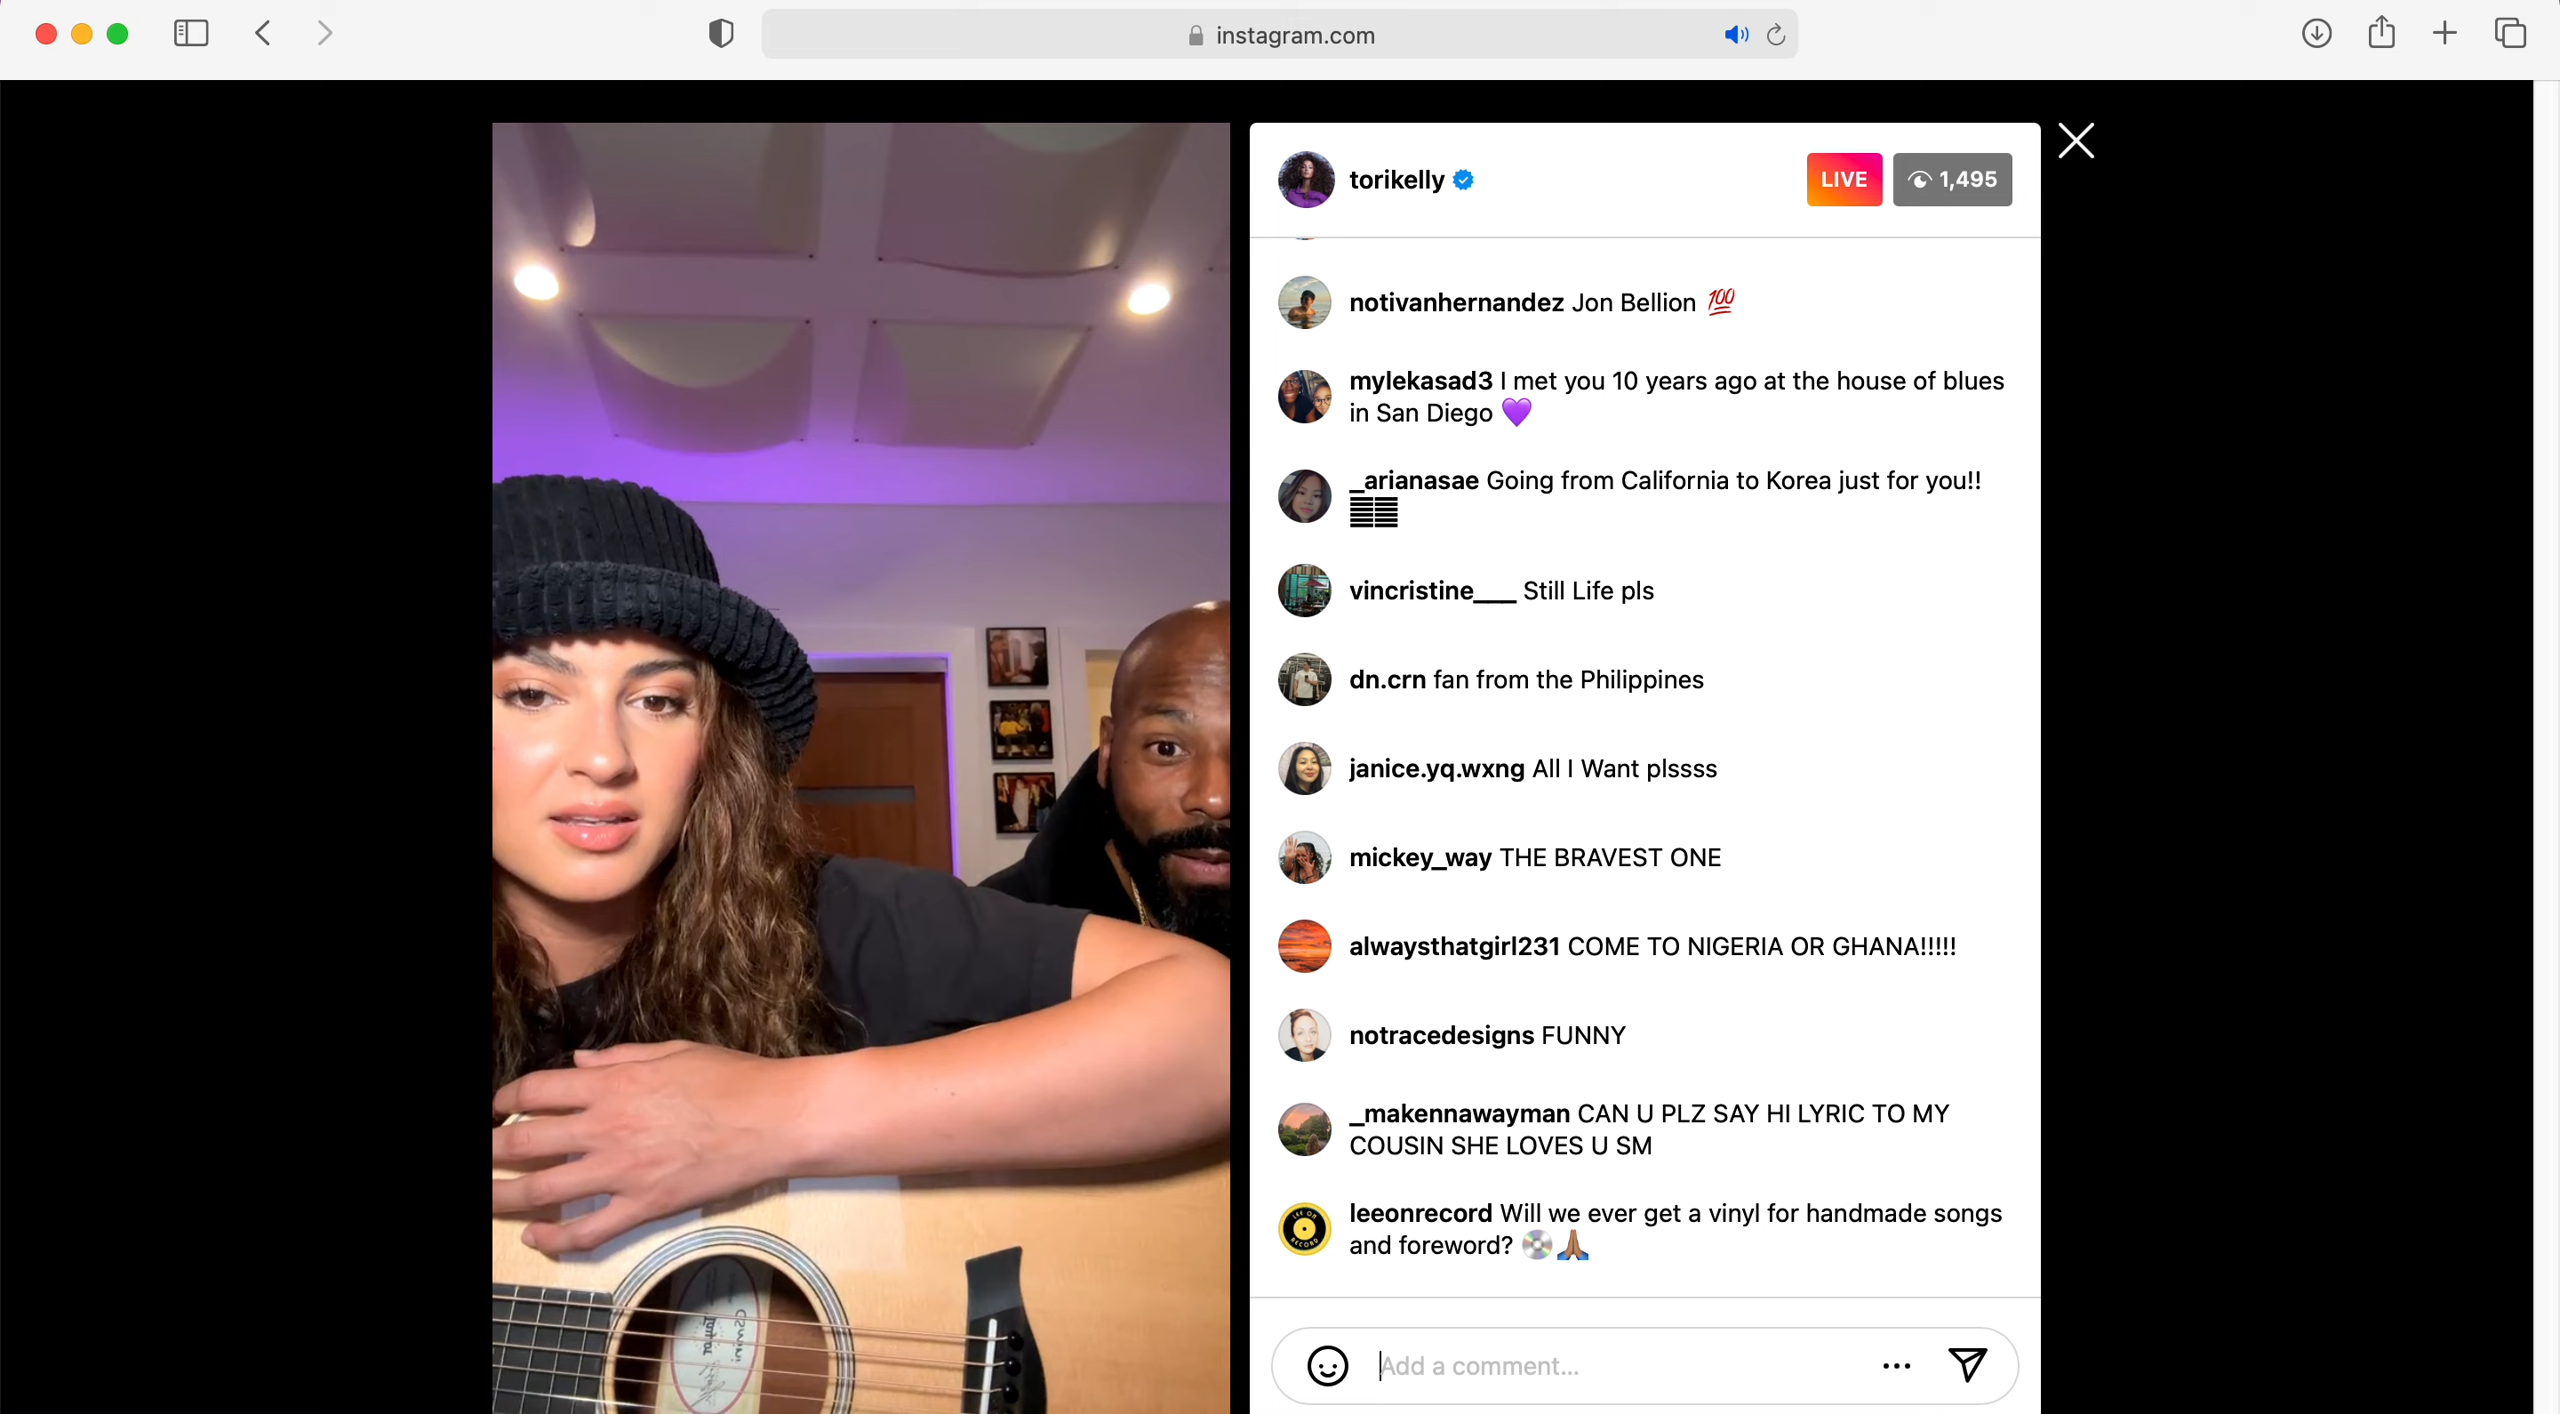 instagram.com
torikelly
LIVE
1,495
notivanhernandez Jon Bellion 💯
mylekasad3 I met you 10 years ago at the house of blues
in San Diego 💜
_arianasae Going from California to Korea just for you!!
vincristine___ Still Life pls
dn.crn fan from the Philippines
janice.yq.wxng All I Want plssss
mickey_way THE BRAVEST ONE
alwaysthatgirl231 COME TO NIGERIA OR GHANA!!!!!
notracedesigns FUNNY
_makennawayman CAN U PLZ SAY HI LYRIC TO MY
COUSIN SHE LOVES U SM
LEE ON
RECORD
leeonrecord Will we ever get a vinyl for handmade songs
and foreword? 💿🙏🏾
Add a comment...